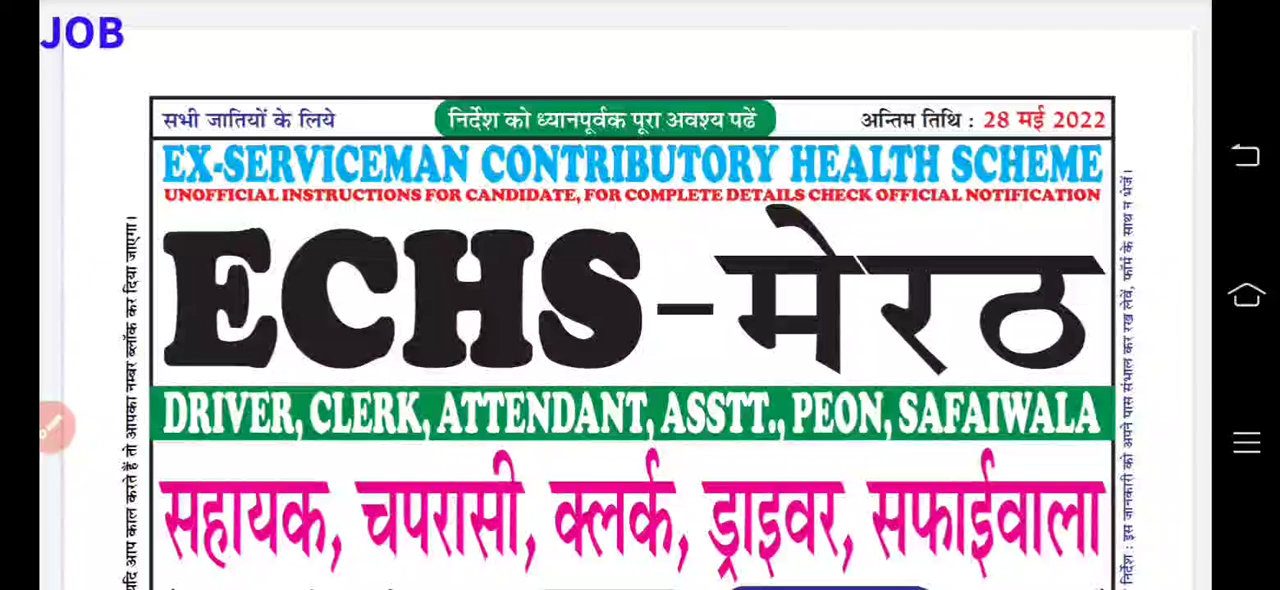 JOB
सभी जातियों के लिये
निर्देश को ध्यानपूर्वक पूरा अवश्य पढें
अन्तिम तिथि : 28 मई 2022
EX-SERVICEMAN CONTRIBUTORY HEALTH SCHEME
UNOFFICIAL INSTRUCTIONS FOR CANDIDATE, FOR COMPLETE DETAILS CHECK OFFICIAL NOTIFICATION
ECHS-मेरठ
DRIVER, CLERK, ATTENDANT, ASSTT., PEON, SAFAIWALA
सहायक, चपरासी, क्लर्क, ड्राइवर, सफाईवाला
यदि आप काल करते हैं तो आपका नम्बर ब्लॉक कर दिया जाएगा।
निर्देश : इस जानकारी को अपने पास संभाल कर रख लेवें, फॉर्म के साथ न भेजें।